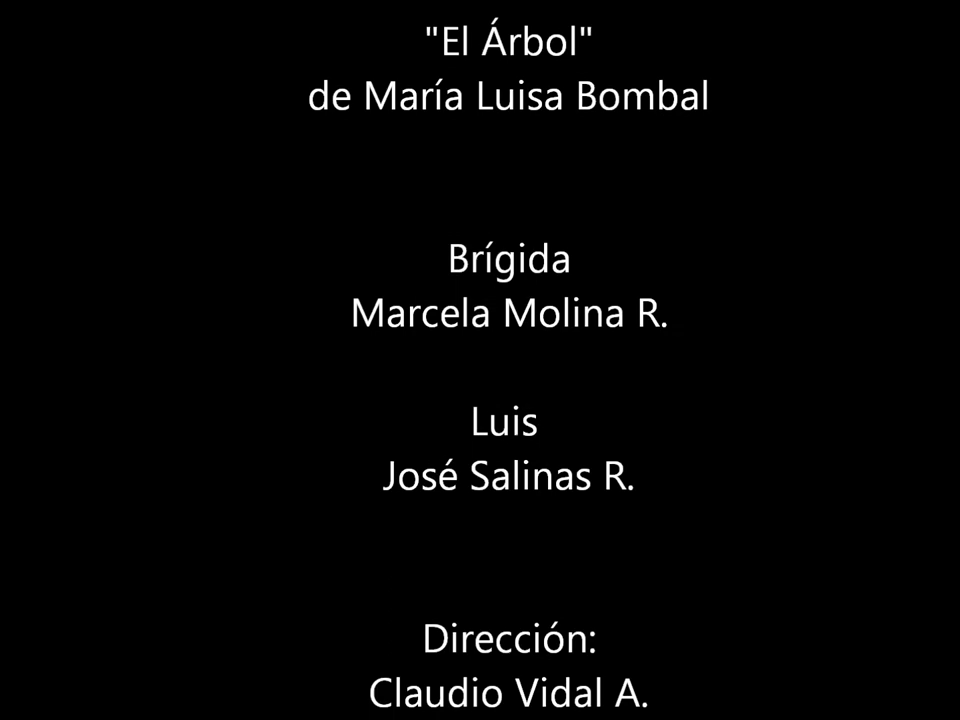 "El Árbol"
de María Luisa Bombal
Brígida
Marcela Molina R.
Luis
José Salinas R.
Dirección:
Claudio Vidal A.